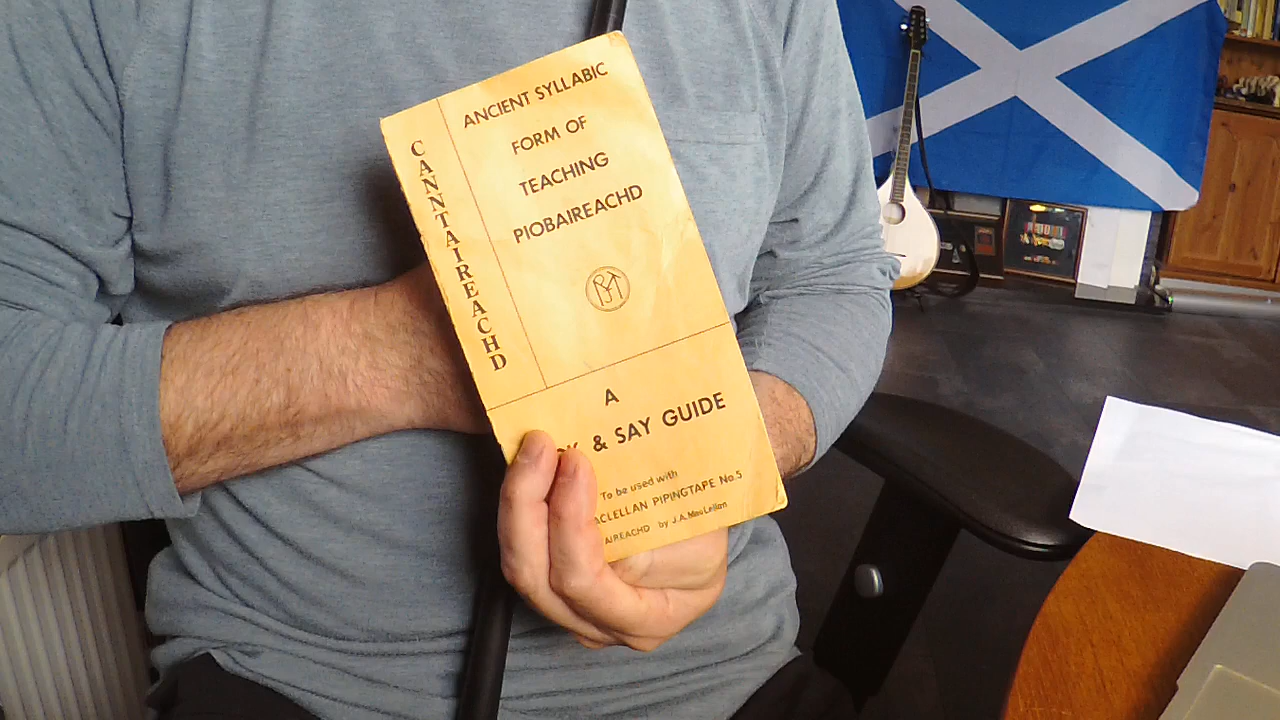 CANNTAIREACHD
ANCIENT SYLLABIC
FORM OF
TEACHING
PIOBAIREACHD
A
& SAY GUIDE
To be used with
PIPINGTAPE No.5
by J.A. MacLellan